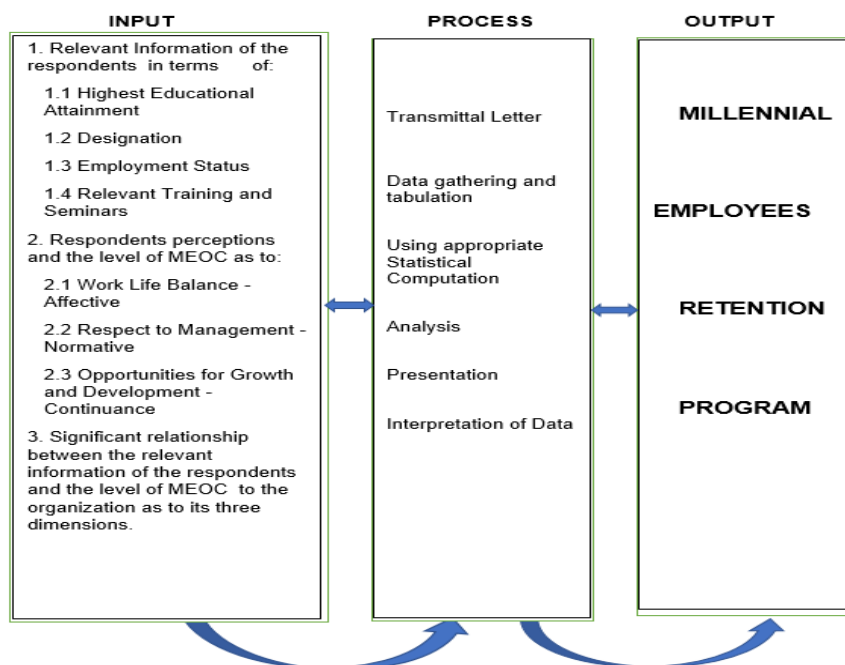 INPUT
1. Relevant Information of the
respondents in terms of:
1.1 Highest Educational
Attainment
1.2 Designation
1.3 Employment Status
1.4 Relevant Training and
Seminars
2. Respondents perceptions
and the level of MEOC as to:
2.1 Work Life Balance -
Affective
2.2 Respect to Management -
Normative
2.3 Opportunities for Growth
and Development -
Continuance
3. Significant relationship
between the relevant
information of the respondents
and the level of MEOC to the
organization as to its three
dimensions.
PROCESS
Transmittal Letter
Data gathering and
tabulation
Using appropriate
Statistical
Computation
Analysis
Presentation
Interpretation of Data
OUTPUT
MILLENNIAL
EMPLOYEES
RETENTION
PROGRAM